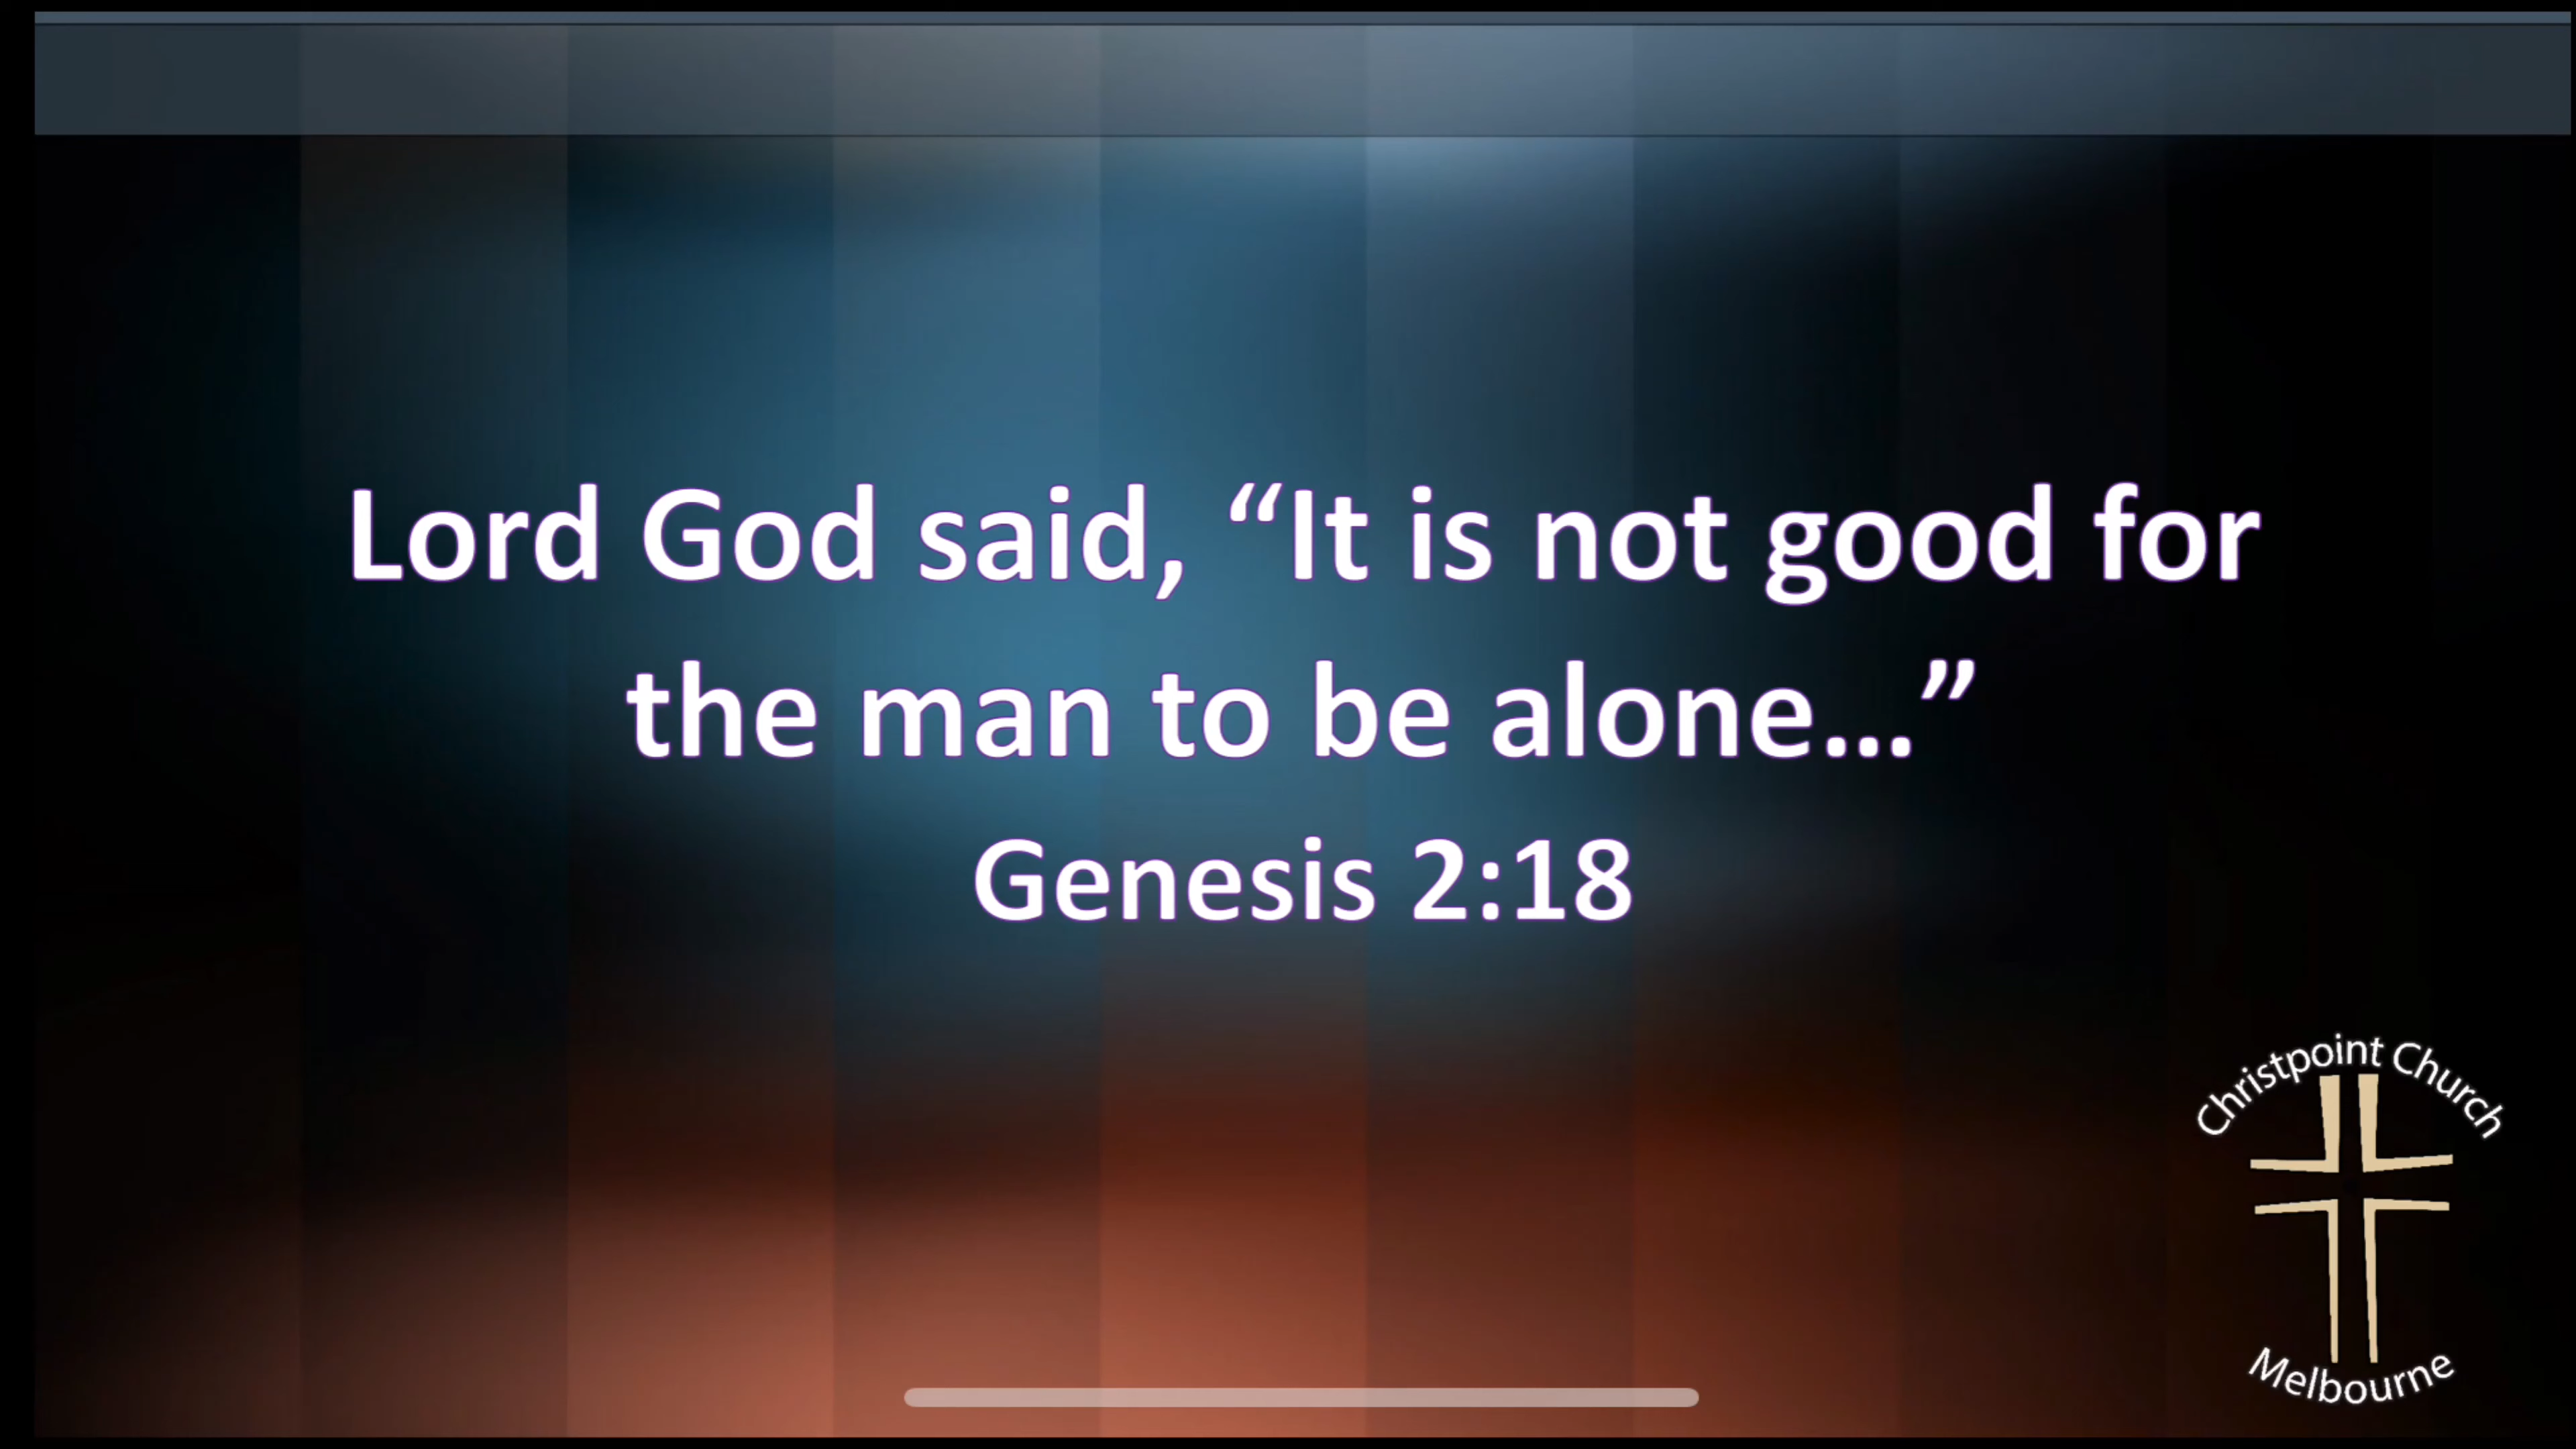 Lord God said, “It is not good for
the man to be alone...”
Genesis 2:18
Christpoint Church
Melbourne